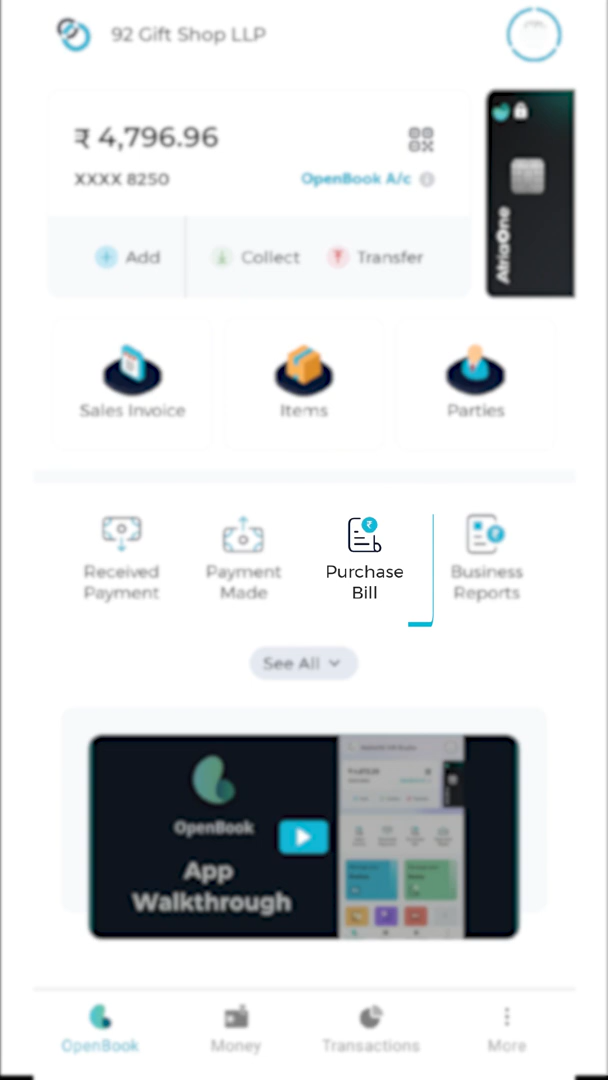 92 Gift Shop LLP
₹ 4,796.96
XXXX 8250
OpenBook A/c
Add
Collect
Transfer
AtriaOne
Sales Invoice
Items
Parties
Received
Payment
Payment
Made
Purchase
Bill
Business
Reports
See All
OpenBook
App
Walkthrough
OpenBook
Money
Transactions
More